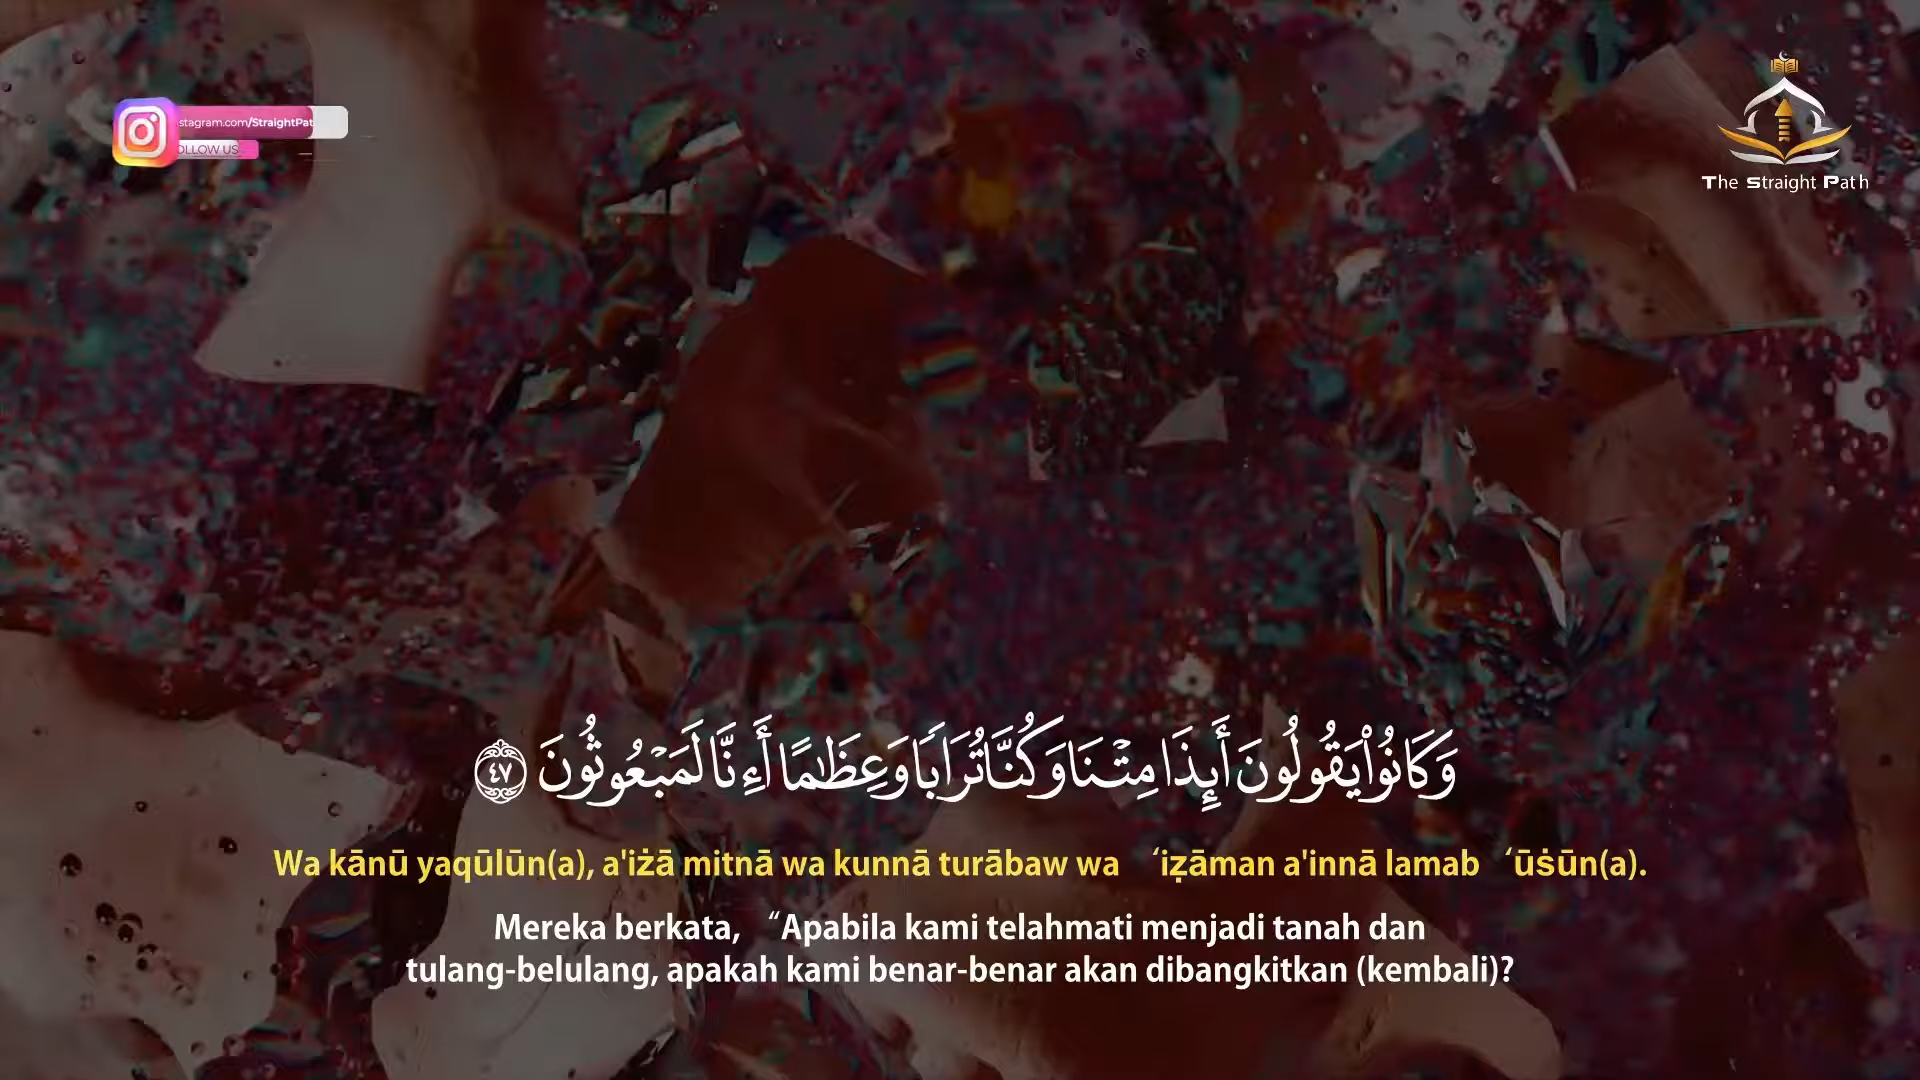 stagram.com/StraightPat
OLLOW US
The Straight Path
وَكَانُوا۟ يَقُولُونَ أَئِذَا مِتْنَا وَكُنَّا تُرَابًا وَعِظَٰمًا أَءِنَّا لَمَبْعُوثُونَ ٤٧
Wa kānū yaqūlūn(a), a'iżā mitnā wa kunnā turābaw wa ‘iẓāman a'innā lamab ‘ūṡūn(a).
Mereka berkata, “Apabila kami telahmati menjadi tanah dan
tulang-belulang, apakah kami benar-benar akan dibangkitkan (kembali)?